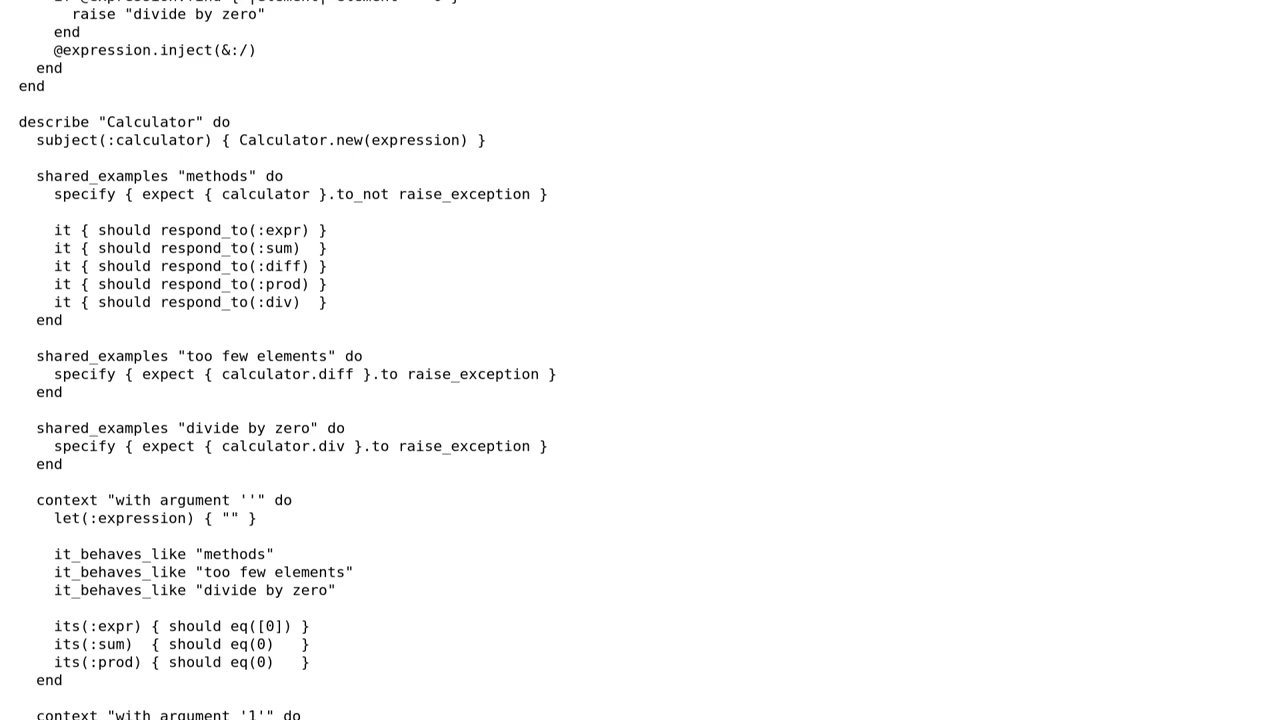 raise "divide by zero"
end
@expression.inject(&:/)
end
end
describe "Calculator" do
subject(:calculator) { Calculator.new(expression) }
shared_examples "methods" do
specify { expect { calculator }.to_not raise_exception }
it { should respond_to(:expr) }
it { should respond_to(:sum)  }
it { should respond_to(:diff) }
it { should respond_to(:prod) }
it { should respond_to(:div)  }
end
shared_examples "too few elements" do
specify { expect { calculator.diff }.to raise_exception }
end
shared_examples "divide by zero" do
specify { expect { calculator.div }.to raise_exception }
end
context "with argument ''" do
let(:expression) { "" }
it_behaves_like "methods"
it_behaves_like "too few elements"
it_behaves_like "divide by zero"
its(:expr) { should eq([0]) }
its(:sum)  { should eq(0)   }
its(:prod) { should eq(0)   }
end
context "with argument '1'" do